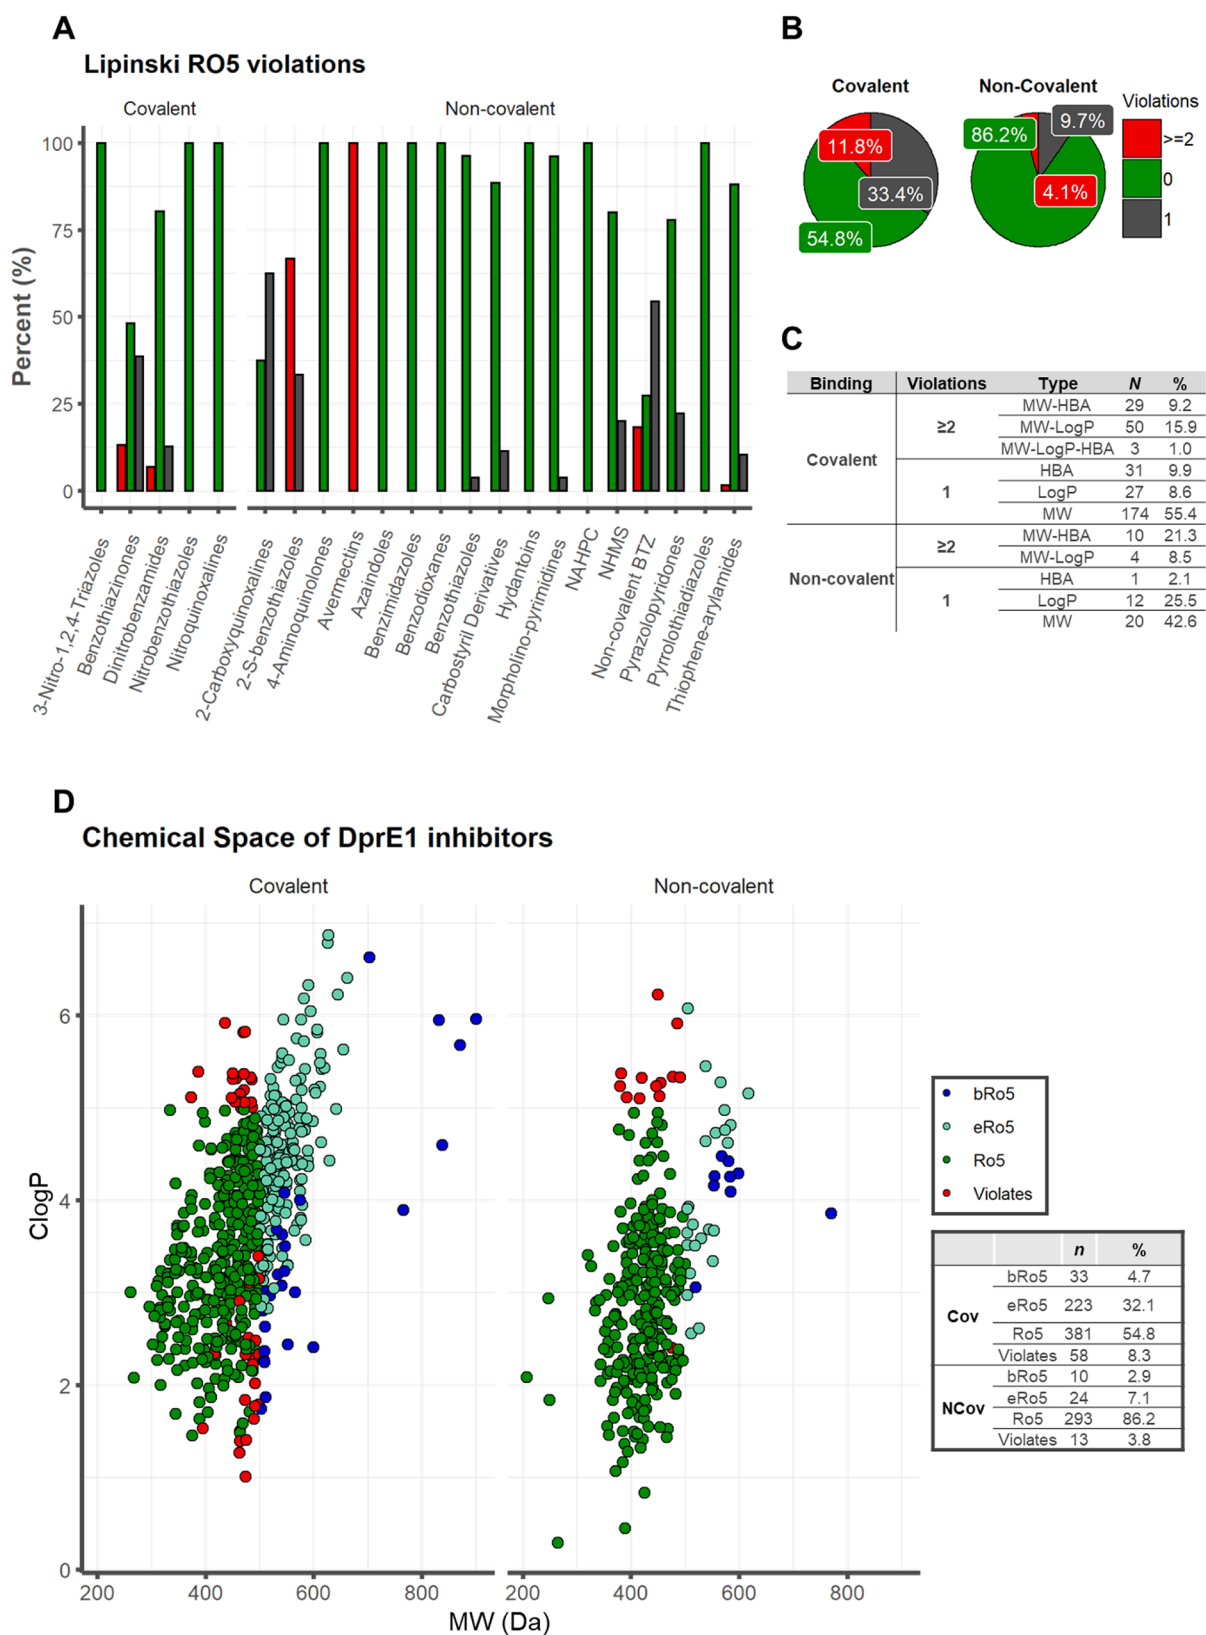 A
Lipinski RO5 violations
Covalent
Non-covalent
Percent (%)
100
75
50
25
0
3-Nitro-1,2,4-Triazoles
Benzothiazinones
Dinitrobenzamides
Nitrobenzothiazoles
Nitroquinoxalines
2-Carboxyquinoxalines
2-S-benzothiazoles
4-Aminoquinolones
Avermectins
Azaindoles
Benzimidazoles
Benzodioxanes
Benzothiazoles
Carbostyril Derivatives
Hydantoins
Morpholino-pyrimidines
NAHPC
NHMS
Non-covalent BTZ
Pyrazolopyridones
Pyrrolothiadiazoles
Thiophene-arylamides
B
Covalent
Non-Covalent
11.8%
33.4%
54.8%
86.2%
9.7%
4.1%
Violations
>=2
0
1
C
Binding Violations Type N %
Covalent ≥2 MW-HBA 29 9.2
MW-LogP 50 15.9
MW-LogP-HBA 3 1.0
1 HBA 31 9.9
LogP 27 8.6
MW 174 55.4
Non-covalent ≥2 MW-HBA 10 21.3
MW-LogP 4 8.5
1 HBA 1 2.1
LogP 12 25.5
MW 20 42.6
D
Chemical Space of DprE1 inhibitors
Covalent
Non-covalent
ClogP
6
4
2
0
200 400 600 800
200 400 600 800
MW (Da)
bRo5
eRo5
Ro5
Violates
n %
Cov bRo5 33 4.7
eRo5 223 32.1
Ro5 381 54.8
Violates 58 8.3
NCov bRo5 10 2.9
eRo5 24 7.1
Ro5 293 86.2
Violates 13 3.8